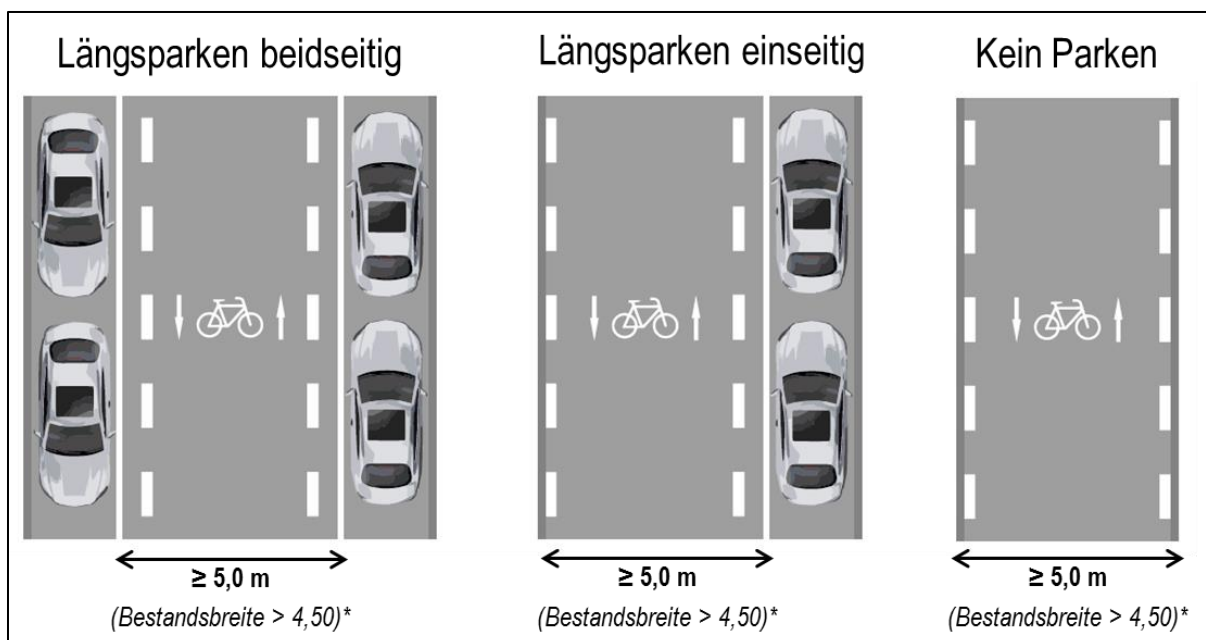 Längsparken beidseitig
Längsparken einseitig
Kein Parken
≥ 5,0 m
(Bestandsbreite > 4,50)*
≥ 5,0 m
(Bestandsbreite > 4,50)*
≥ 5,0 m
(Bestandsbreite > 4,50)*